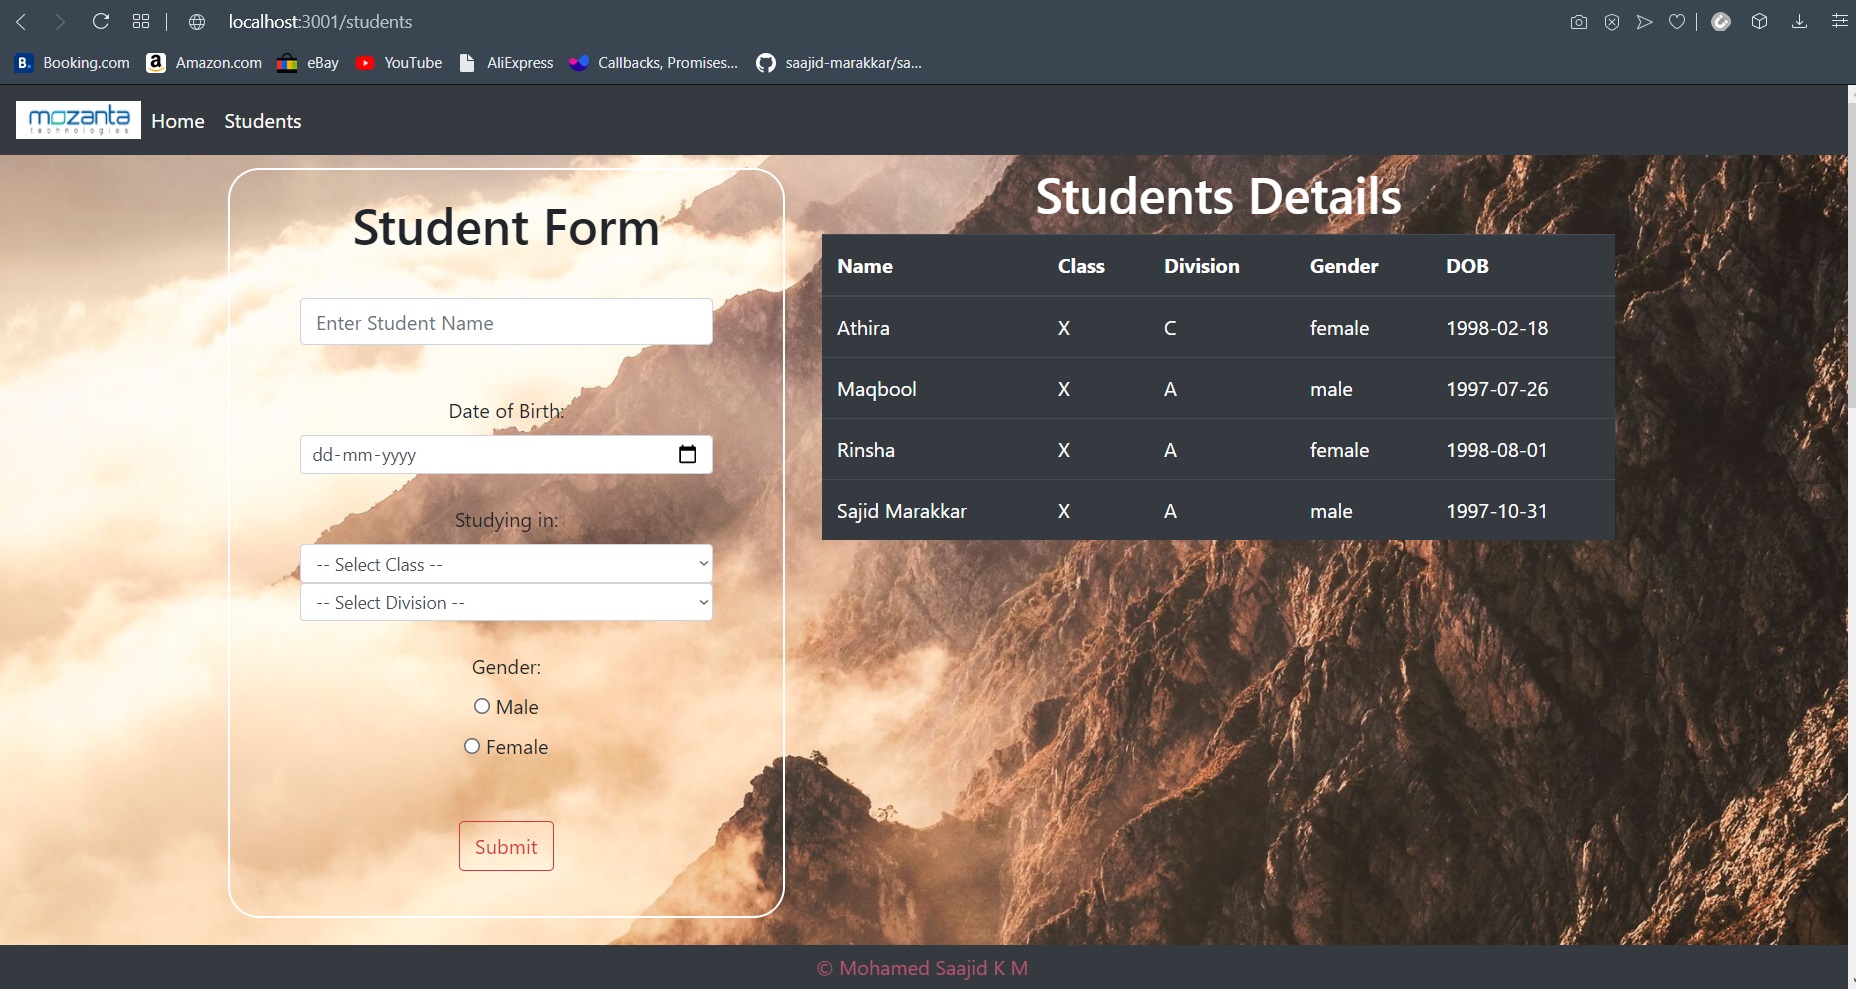 localhost:3001/students
Booking.com Amazon.com eBay YouTube AliExpress Callbacks, Promises... saajid-marakkar/sa...
mozanta
technologies
Home Students
Student Form
Enter Student Name
Date of Birth:
dd-mm-yyyy
Studying in:
-- Select Class --
-- Select Division --
Gender:
Male
Female
Submit
Students Details
Name Class Division Gender DOB
Athira X C female 1998-02-18
Maqbool X A male 1997-07-26
Rinsha X A female 1998-08-01
Sajid Marakkar X A male 1997-10-31
© Mohamed Saajid K M